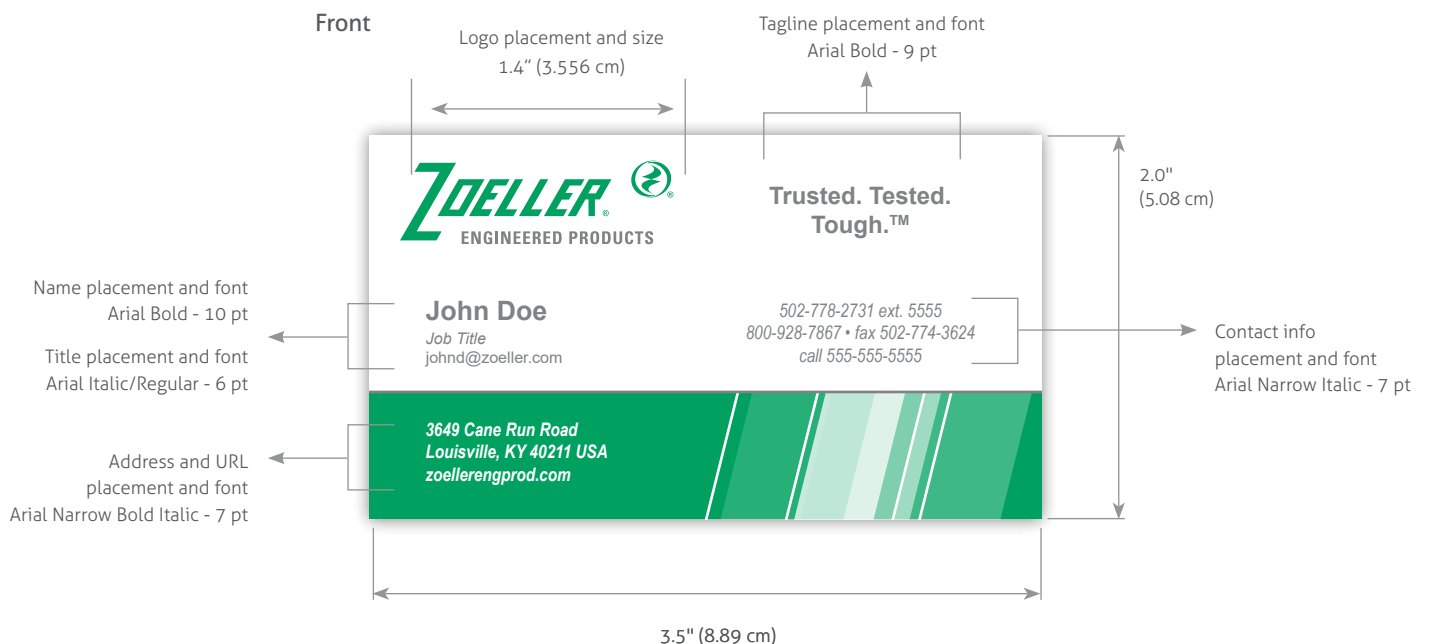 Front
Logo placement and size
1.4" (3.556 cm)
Tagline placement and font
Arial Bold - 9 pt
ZOELLER® ®
ENGINEERED PRODUCTS
Trusted. Tested.
Tough.™
2.0"
(5.08 cm)
Name placement and font
Arial Bold - 10 pt
Title placement and font
Arial Italic/Regular - 6 pt
John Doe
Job Title
johnd@zoeller.com
502-778-2731 ext. 5555
800-928-7867 • fax 502-774-3624
call 555-555-5555
Contact info
placement and font
Arial Narrow Italic - 7 pt
Address and URL
placement and font
Arial Narrow Bold Italic - 7 pt
3649 Cane Run Road
Louisville, KY 40211 USA
zoellerengprod.com
3.5" (8.89 cm)